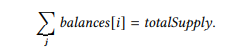 ∑ balances[i] = totalSupply.
j